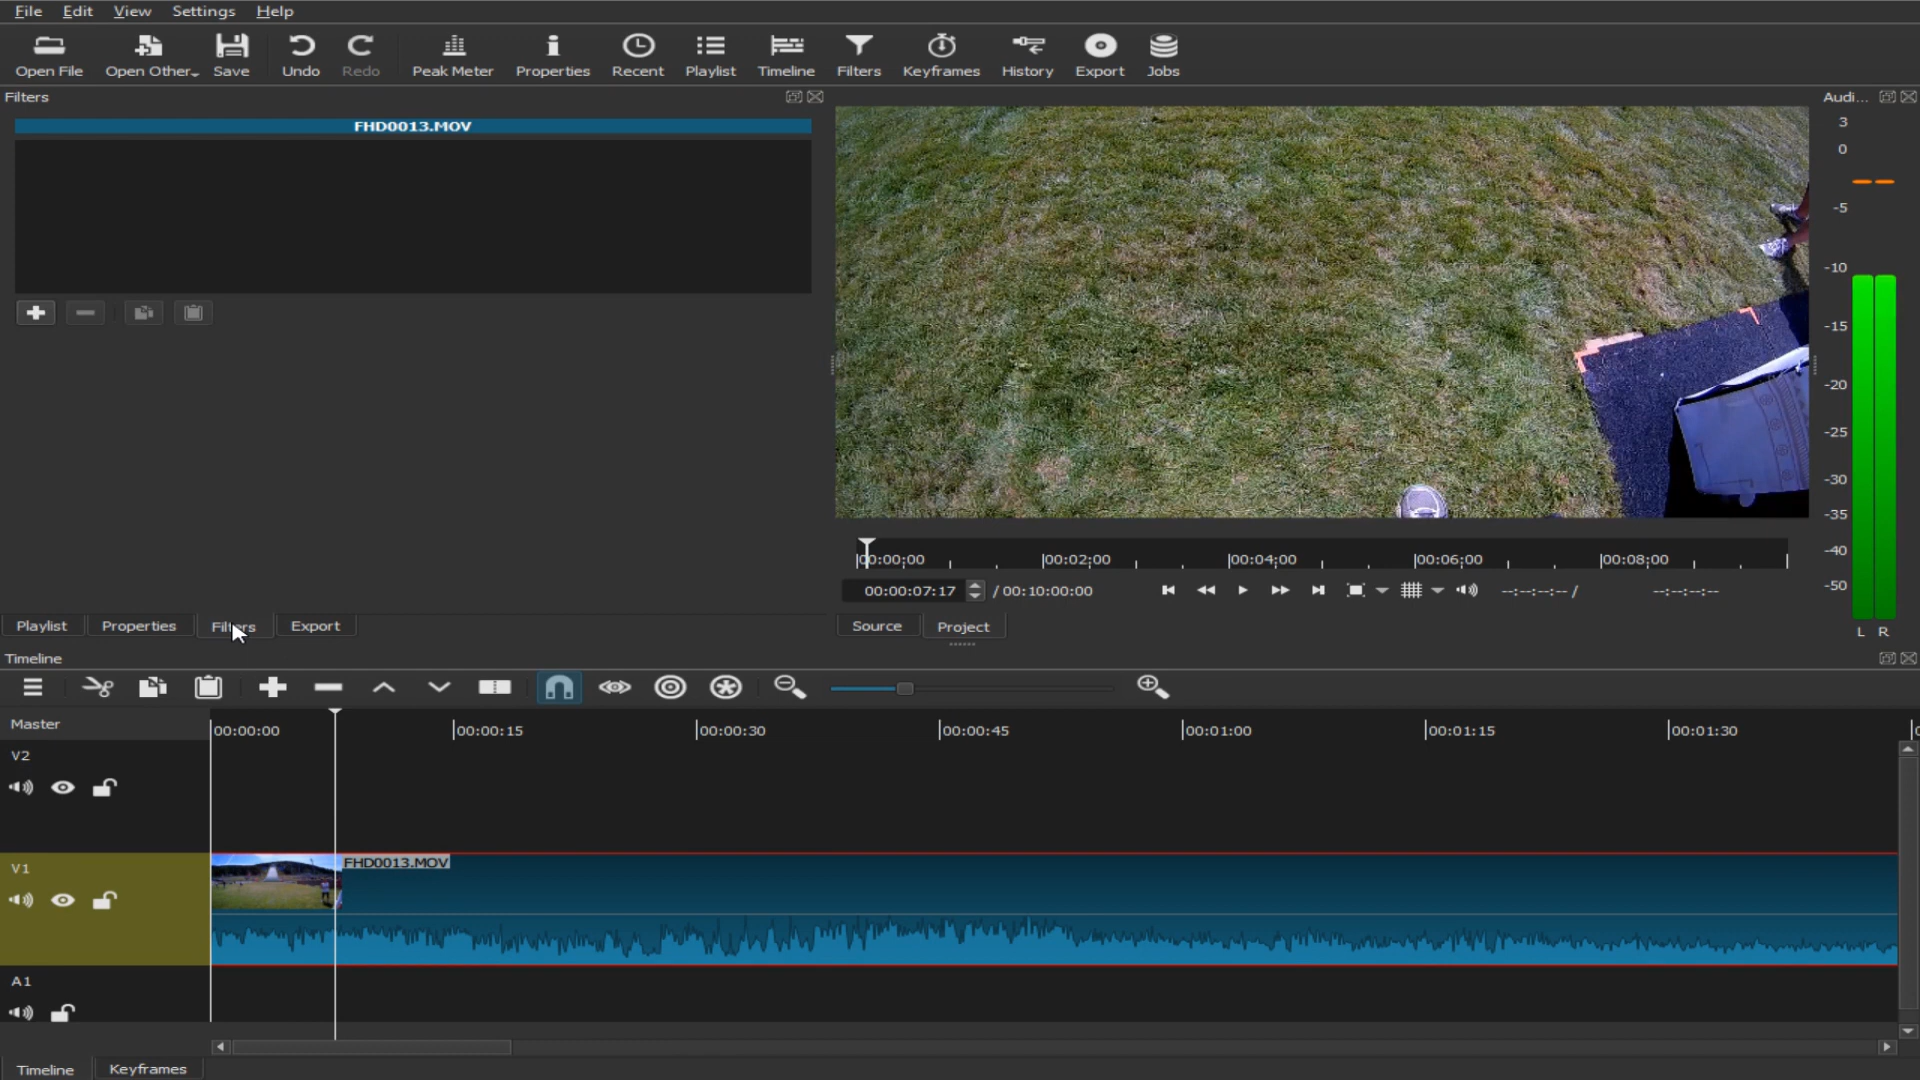 File Edit View Settings Help
Open File Open Other... Save Undo Redo Peak Meter Properties Recent Playlist Timeline Filters Keyframes History Export Jobs
Filters
Audi...
FHD0013.MOV
3
0
-5
-10
-15
-20
-25
-30
-35
-40
-50
L R
00:00:00 00:02:00 00:04:00 00:06:00 00:08:00
00:00:07:17 / 00:10:00:00 --:--:--:-- / --:--:--:--
Playlist Properties Filters Export
Source Project
Timeline
Master
00:00:00 00:00:15 00:00:30 00:00:45 00:01:00 00:01:15 00:01:30
V2
V1
FHD0013.MOV
A1
Timeline Keyframes